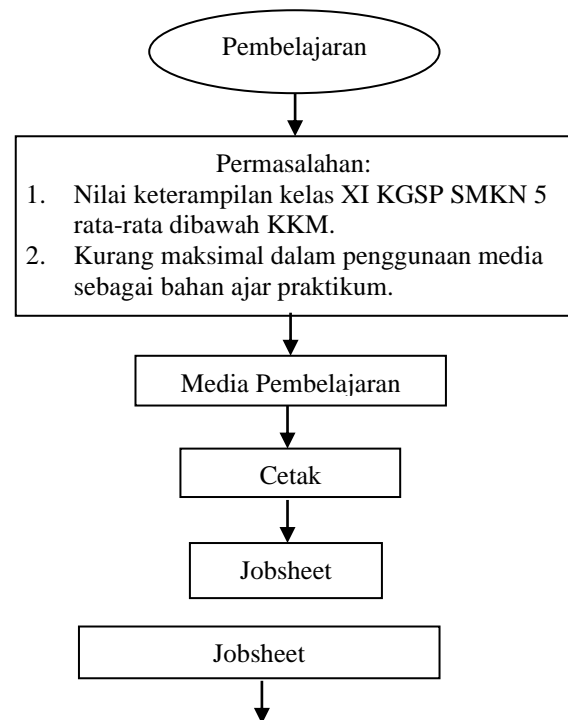 Pembelajaran
Permasalahan:
1. Nilai keterampilan kelas XI KGSP SMKN 5
rata-rata dibawah KKM.
2. Kurang maksimal dalam penggunaan media
sebagai bahan ajar praktikum.
Media Pembelajaran
Cetak
Jobsheet
Jobsheet